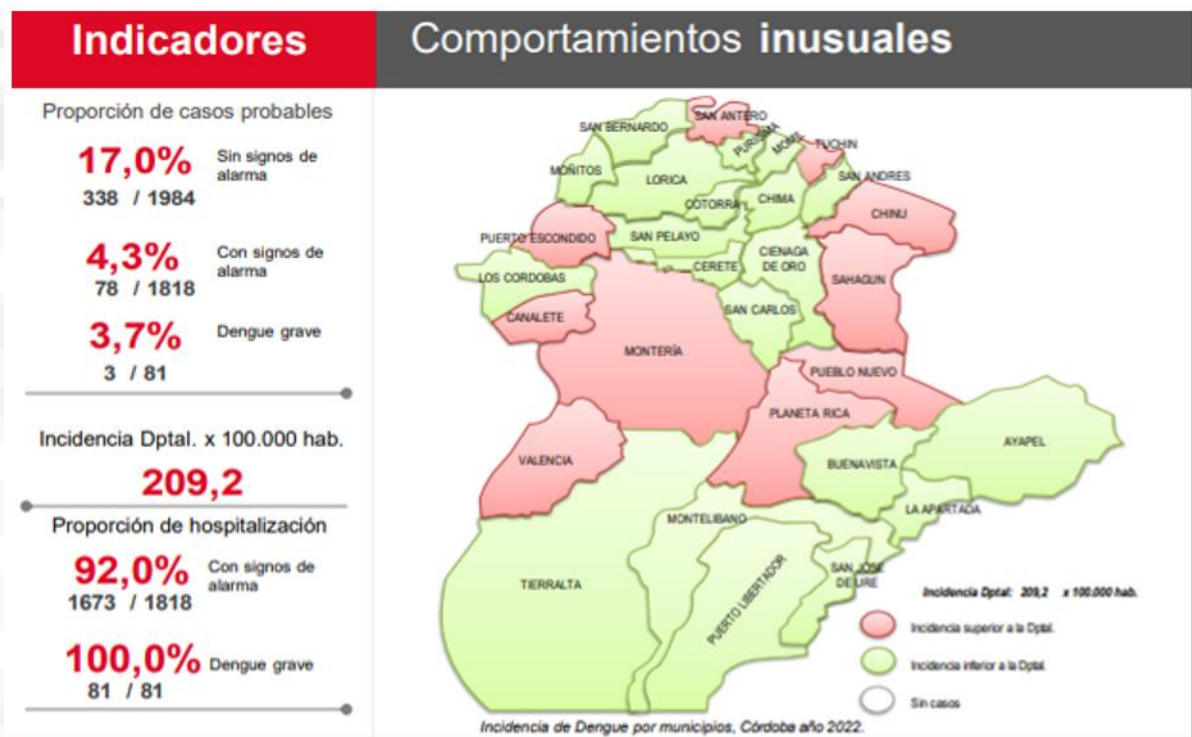 Indicadores
Comportamientos inusuales
Proporción de casos probables
17,0%
Sin signos de
alarma
338 / 1984
4,3%
Con signos de
alarma
78 / 1818
3,7%
Dengue grave
3 / 81
Incidencia Dptal. x 100.000 hab.
209,2
Proporción de hospitalización
92,0%
Con signos de
alarma
1673 / 1818
100,0%
Dengue grave
81 / 81
SAN ANTERO
SAN BERNARDO
PURISIMA
MOMIL
TUCHIN
MOÑITOS
LORICA
SAN ANDRES
COTORRA
CHIMA
CHINU
PUERTO ESCONDIDO
SAN PELAYO
CIENAGA
DE ORO
CERETE
LOS CORDOBAS
SAHAGUN
CANALETE
SAN CARLOS
MONTERÍA
PUEBLO NUEVO
PLANETA RICA
VALENCIA
BUENAVISTA
AYAPEL
LA APARTADA
MONTELIBANO
TIERRALTA
PUERTO LIBERTADOR
SAN JOSE
DE URE
Incidencia Dptal: 209,2 x 100.000 hab.
Incidencia superior a la Dptal.
Incidencia inferior a la Dptal.
Sin casos
Incidencia de Dengue por municipios, Córdoba año 2022.